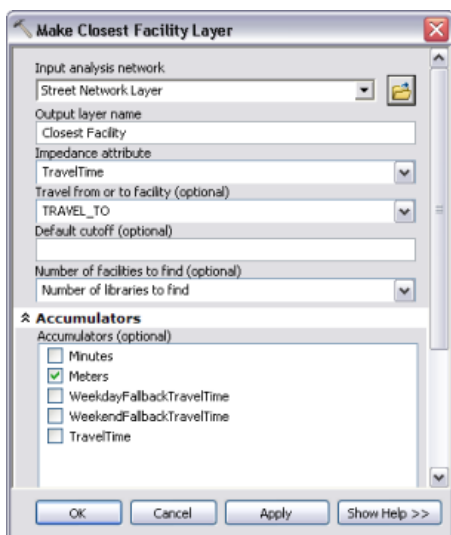 Make Closest Facility Layer
Input analysis network
Street Network Layer
Output layer name
Closest Facility
Impedance attribute
TravelTime
Travel from or to facility (optional)
TRAVEL_TO
Default cutoff (optional)
Number of facilities to find (optional)
Number of libraries to find
Accumulators
Accumulators (optional)
Minutes
Meters
WeekdayFallbackTravelTime
WeekendFallbackTravelTime
TravelTime
OK Cancel Apply Show Help >>